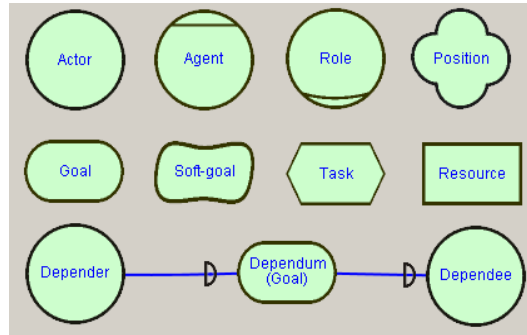 Actor
Agent
Role
Position
Goal
Soft-goal
Task
Resource
Depender
Dependum
(Goal)
Dependee